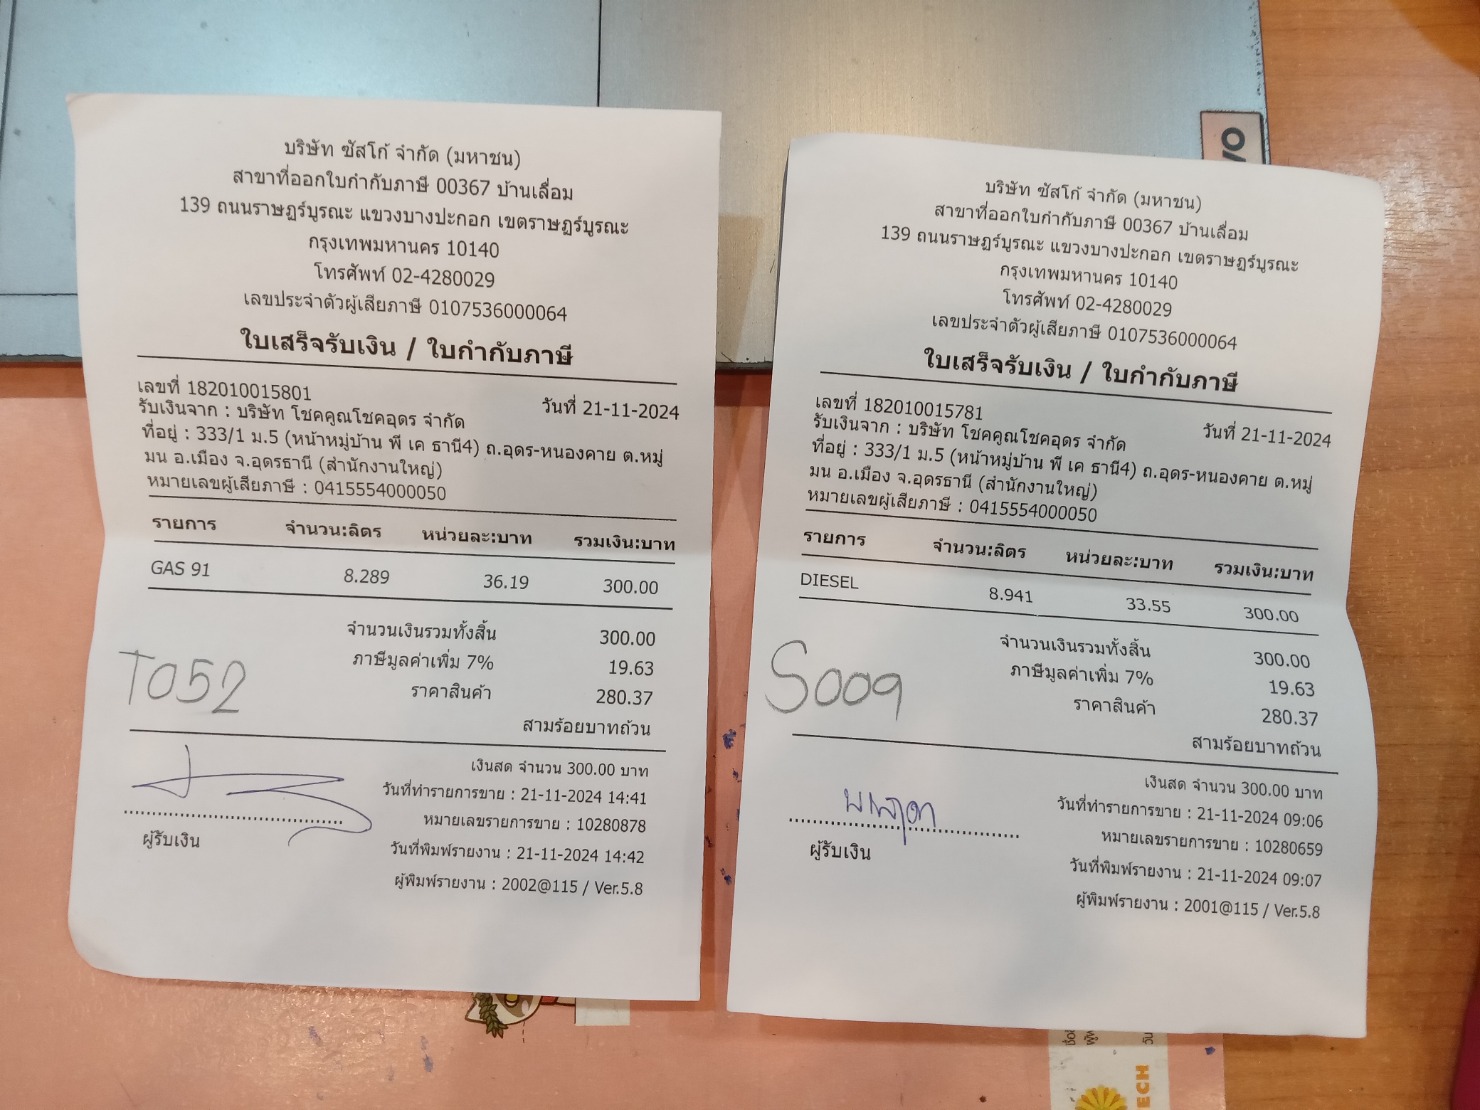 บริษัท ซัสโก้ จำกัด (มหาชน)
สาขาที่ออกใบกำกับภาษี 00367 บ้านเลื่อม
139 ถนนราษฎร์บูรณะ แขวงบางปะกอก เขตราษฎร์บูรณะ
กรุงเทพมหานคร 10140
โทรศัพท์ 02-4280029
เลขประจำตัวผู้เสียภาษี 0107536000064
ใบเสร็จรับเงิน / ใบกำกับภาษี
เลขที่ 182010015801 วันที่ 21-11-2024
รับเงินจาก : บริษัท โชคคูณโชคอุดร จำกัด
ที่อยู่ : 333/1 ม.5 (หน้าหมู่บ้าน พี เค ธานี4) ถ.อุดร-หนองคาย ต.หมู่
มน อ.เมือง จ.อุดรธานี (สำนักงานใหญ่)
หมายเลขผู้เสียภาษี : 0415554000050
รายการ จำนวน:ลิตร หน่วยละ:บาท รวมเงิน:บาท
GAS 91 8.289 36.19 300.00
จำนวนเงินรวมทั้งสิ้น 300.00
ภาษีมูลค่าเพิ่ม 7% 19.63
ราคาสินค้า 280.37
T052
สามร้อยบาทถ้วน
เงินสด จำนวน 300.00 บาท
วันที่ทำรายการขาย : 21-11-2024 14:41
หมายเลขรายการขาย : 10280878
ผู้รับเงิน
วันที่พิมพ์รายงาน : 21-11-2024 14:42
ผู้พิมพ์รายงาน : 2002@115 / Ver.5.8
บริษัท ซัสโก้ จำกัด (มหาชน)
สาขาที่ออกใบกำกับภาษี 00367 บ้านเลื่อม
139 ถนนราษฎร์บูรณะ แขวงบางปะกอก เขตราษฎร์บูรณะ
กรุงเทพมหานคร 10140
โทรศัพท์ 02-4280029
เลขประจำตัวผู้เสียภาษี 0107536000064
ใบเสร็จรับเงิน / ใบกำกับภาษี
เลขที่ 182010015781 วันที่ 21-11-2024
รับเงินจาก : บริษัท โชคคูณโชคอุดร จำกัด
ที่อยู่ : 333/1 ม.5 (หน้าหมู่บ้าน พี เค ธานี4) ถ.อุดร-หนองคาย ต.หมู่
มน อ.เมือง จ.อุดรธานี (สำนักงานใหญ่)
หมายเลขผู้เสียภาษี : 0415554000050
รายการ จำนวน:ลิตร หน่วยละ:บาท รวมเงิน:บาท
DIESEL 8.941 33.55 300.00
จำนวนเงินรวมทั้งสิ้น 300.00
ภาษีมูลค่าเพิ่ม 7% 19.63
ราคาสินค้า 280.37
S009
สามร้อยบาทถ้วน
เงินสด จำนวน 300.00 บาท
วันที่ทำรายการขาย : 21-11-2024 09:06
หมายเลขรายการขาย : 10280659
ผู้รับเงิน
วันที่พิมพ์รายงาน : 21-11-2024 09:07
ผู้พิมพ์รายงาน : 2001@115 / Ver.5.8